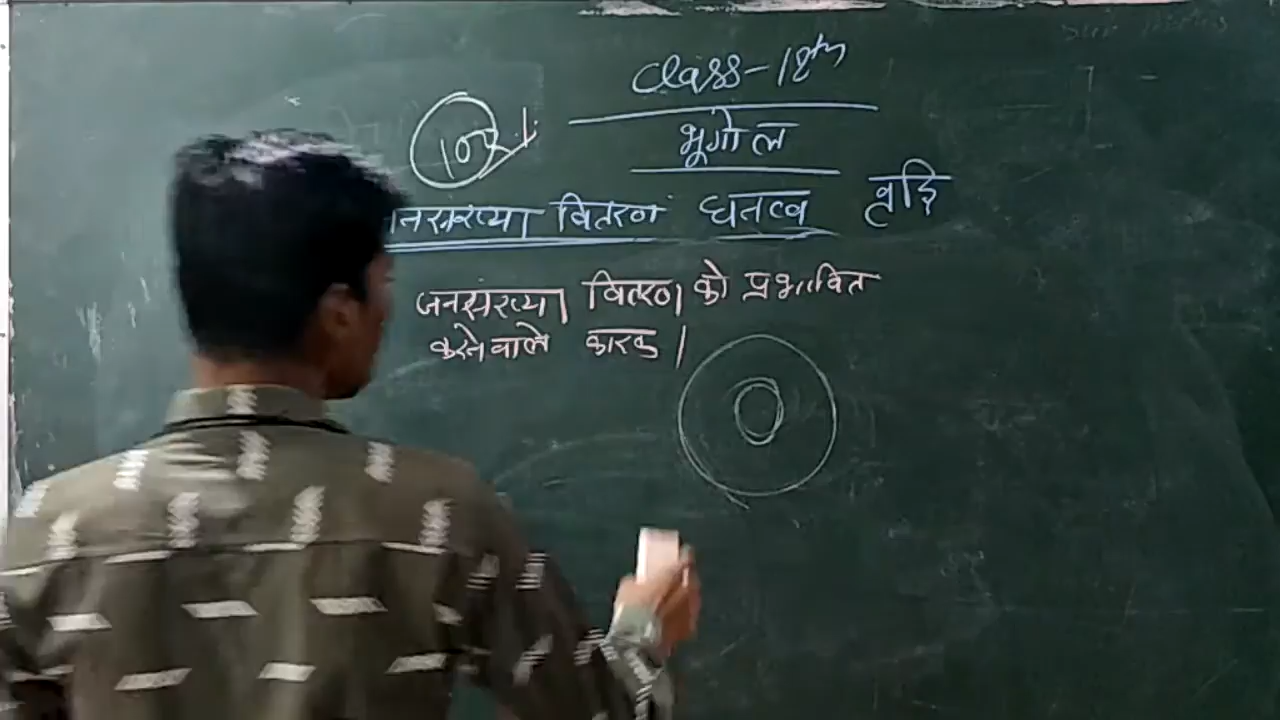 Class-12th
भूगोल
जनसंख्या वितरण घनत्व वृद्धि
जनसंख्या वितरण को प्रभावित
करने वाले कारक।